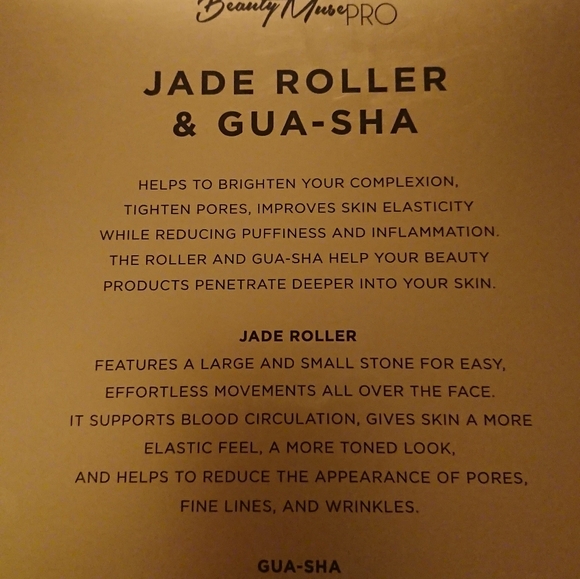 Beauty Muse PRO
JADE ROLLER
& GUA-SHA
HELPS TO BRIGHTEN YOUR COMPLEXION,
TIGHTEN PORES, IMPROVES SKIN ELASTICITY
WHILE REDUCING PUFFINESS AND INFLAMMATION.
THE ROLLER AND GUA-SHA HELP YOUR BEAUTY
PRODUCTS PENETRATE DEEPER INTO YOUR SKIN.
JADE ROLLER
FEATURES A LARGE AND SMALL STONE FOR EASY,
EFFORTLESS MOVEMENTS ALL OVER THE FACE.
IT SUPPORTS BLOOD CIRCULATION, GIVES SKIN A MORE
ELASTIC FEEL, A MORE TONED LOOK,
AND HELPS TO REDUCE THE APPEARANCE OF PORES,
FINE LINES, AND WRINKLES.
GUA-SHA